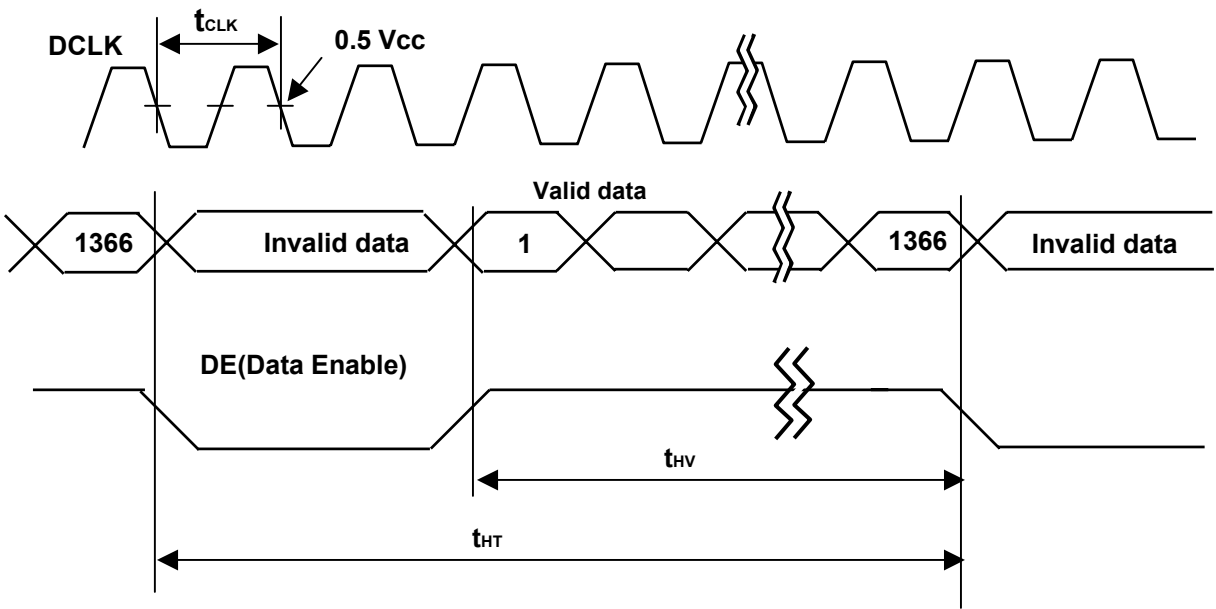 tCLK
DCLK
0.5 Vcc
Valid data
1366
Invalid data
1
1366
Invalid data
DE(Data Enable)
tHV
tHT